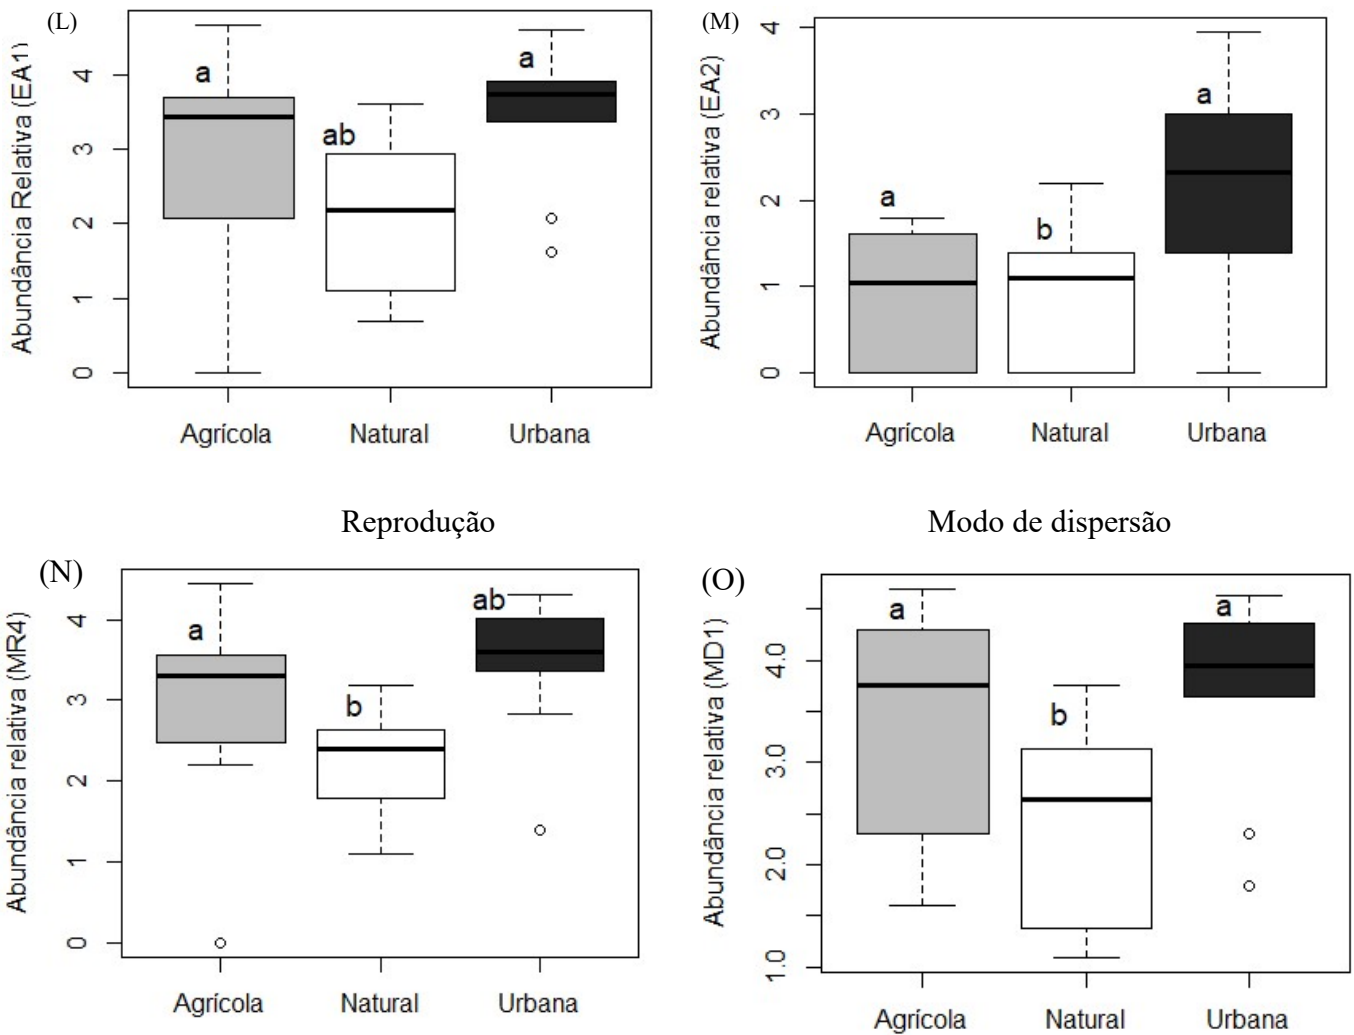 (L)
Abundância Relativa (EA1)
4
3
2
1
0
a
ab
a
Agrícola Natural Urbana
(M)
Abundância relativa (EA2)
4
3
2
1
0
a
b
a
Agrícola Natural Urbana
Reprodução
(N)
Abundância relativa (MR4)
4
3
2
1
0
a
b
ab
Agrícola Natural Urbana
Modo de dispersão
(O)
Abundância relativa (MD1)
4.0
3.0
2.0
1.0
a
b
a
Agrícola Natural Urbana